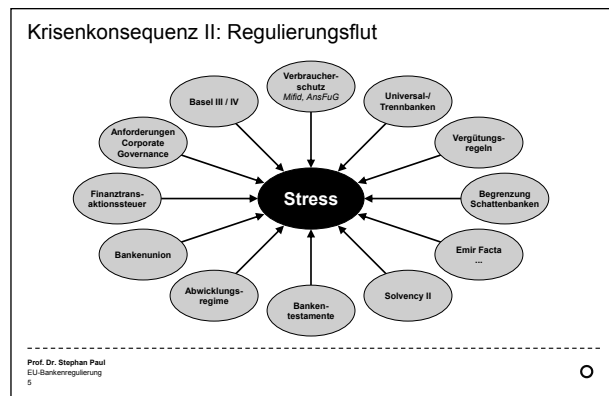 Krisenkonsequenz II: Regulierungsflut
Verbraucher-
schutz
Mifid, AnsFuG
Universal-/
Trennbanken
Vergütungs-
regeln
Begrenzung
Schattenbanken
Emir Facta
...
Solvency II
Banken-
testamente
Abwicklungs-
regime
Bankenunion
Finanztrans-
aktionssteuer
Anforderungen
Corporate
Governance
Basel III / IV
Stress
Prof. Dr. Stephan Paul
EU-Bankenregulierung
5